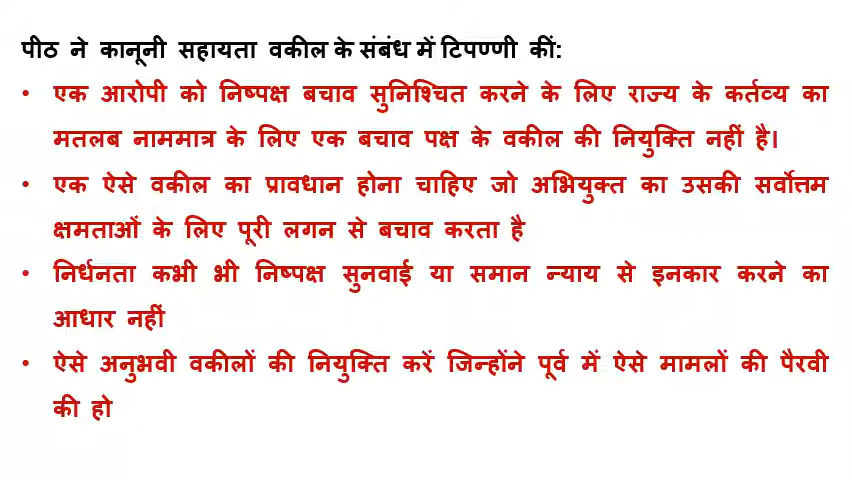 पीठ ने कानूनी सहायता वकील के संबंध में टिपण्णी कीं:
• एक आरोपी को निष्पक्ष बचाव सुनिश्चित करने के लिए राज्य के कर्तव्य का
मतलब नाममात्र के लिए एक बचाव पक्ष के वकील की नियुक्ति नहीं है।
• एक ऐसे वकील का प्रावधान होना चाहिए जो अभियुक्त का उसकी सर्वोत्तम
क्षमताओं के लिए पूरी लगन से बचाव करता है
• निर्धनता कभी भी निष्पक्ष सुनवाई या समान न्याय से इनकार करने का
आधार नहीं
• ऐसे अनुभवी वकीलों की नियुक्ति करें जिन्होंने पूर्व में ऐसे मामलों की पैरवी
की हो